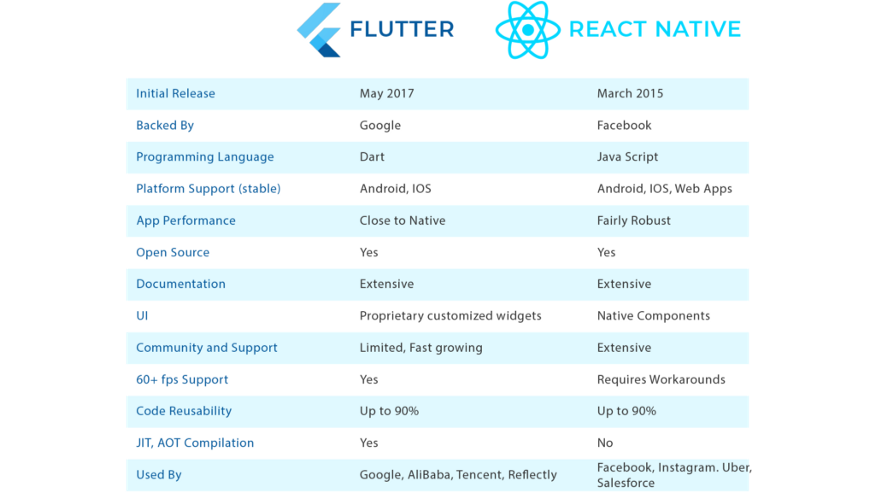 FLUTTER REACT NATIVE
Initial Release May 2017 March 2015
Backed By Google Facebook
Programming Language Dart Java Script
Platform Support (stable) Android, IOS Android, IOS, Web Apps
App Performance Close to Native Fairly Robust
Open Source Yes Yes
Documentation Extensive Extensive
UI Proprietary customized widgets Native Components
Community and Support Limited, Fast growing Extensive
60+ fps Support Yes Requires Workarounds
Code Reusability Up to 90% Up to 90%
JIT, AOT Compilation Yes No
Used By Google, AliBaba, Tencent, Reflectly Facebook, Instagram. Uber,
Salesforce